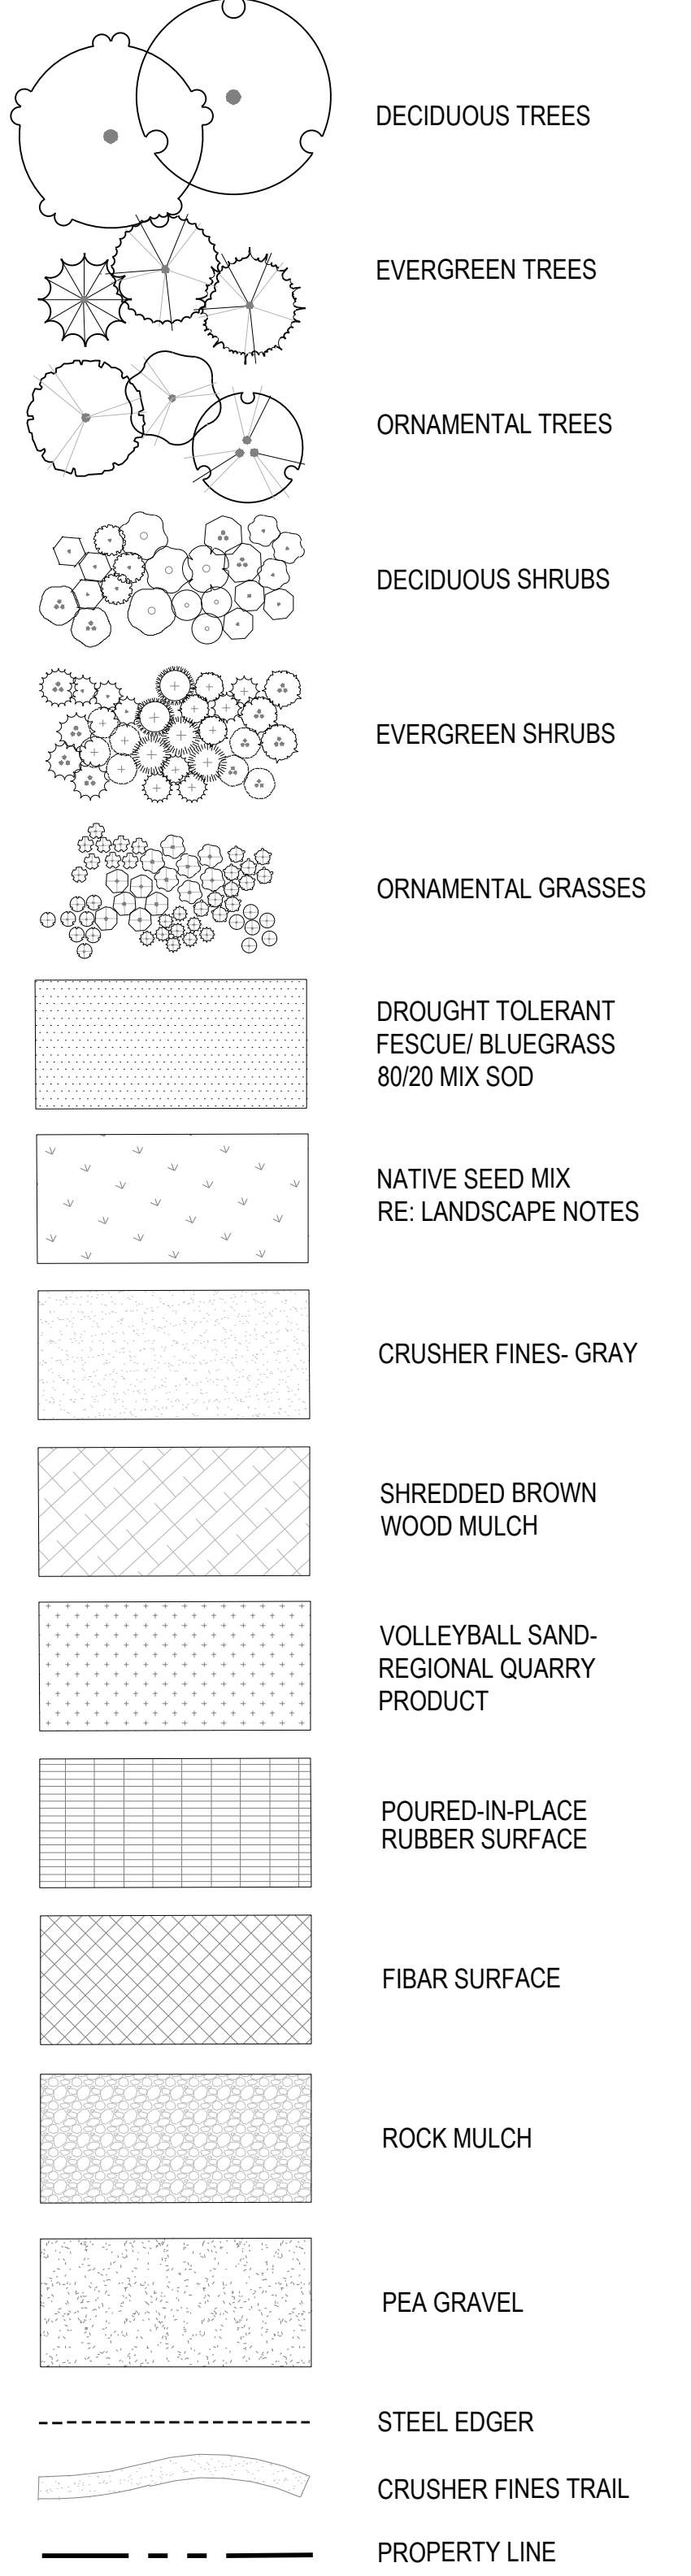 DECIDUOUS TREES
EVERGREEN TREES
ORNAMENTAL TREES
DECIDUOUS SHRUBS
EVERGREEN SHRUBS
ORNAMENTAL GRASSES
DROUGHT TOLERANT
FESCUE/ BLUEGRASS
80/20 MIX SOD
NATIVE SEED MIX
RE: LANDSCAPE NOTES
CRUSHER FINES- GRAY
SHREDDED BROWN
WOOD MULCH
VOLLEYBALL SAND-
REGIONAL QUARRY
PRODUCT
POURED-IN-PLACE
RUBBER SURFACE
FIBAR SURFACE
ROCK MULCH
PEA GRAVEL
STEEL EDGER
CRUSHER FINES TRAIL
PROPERTY LINE